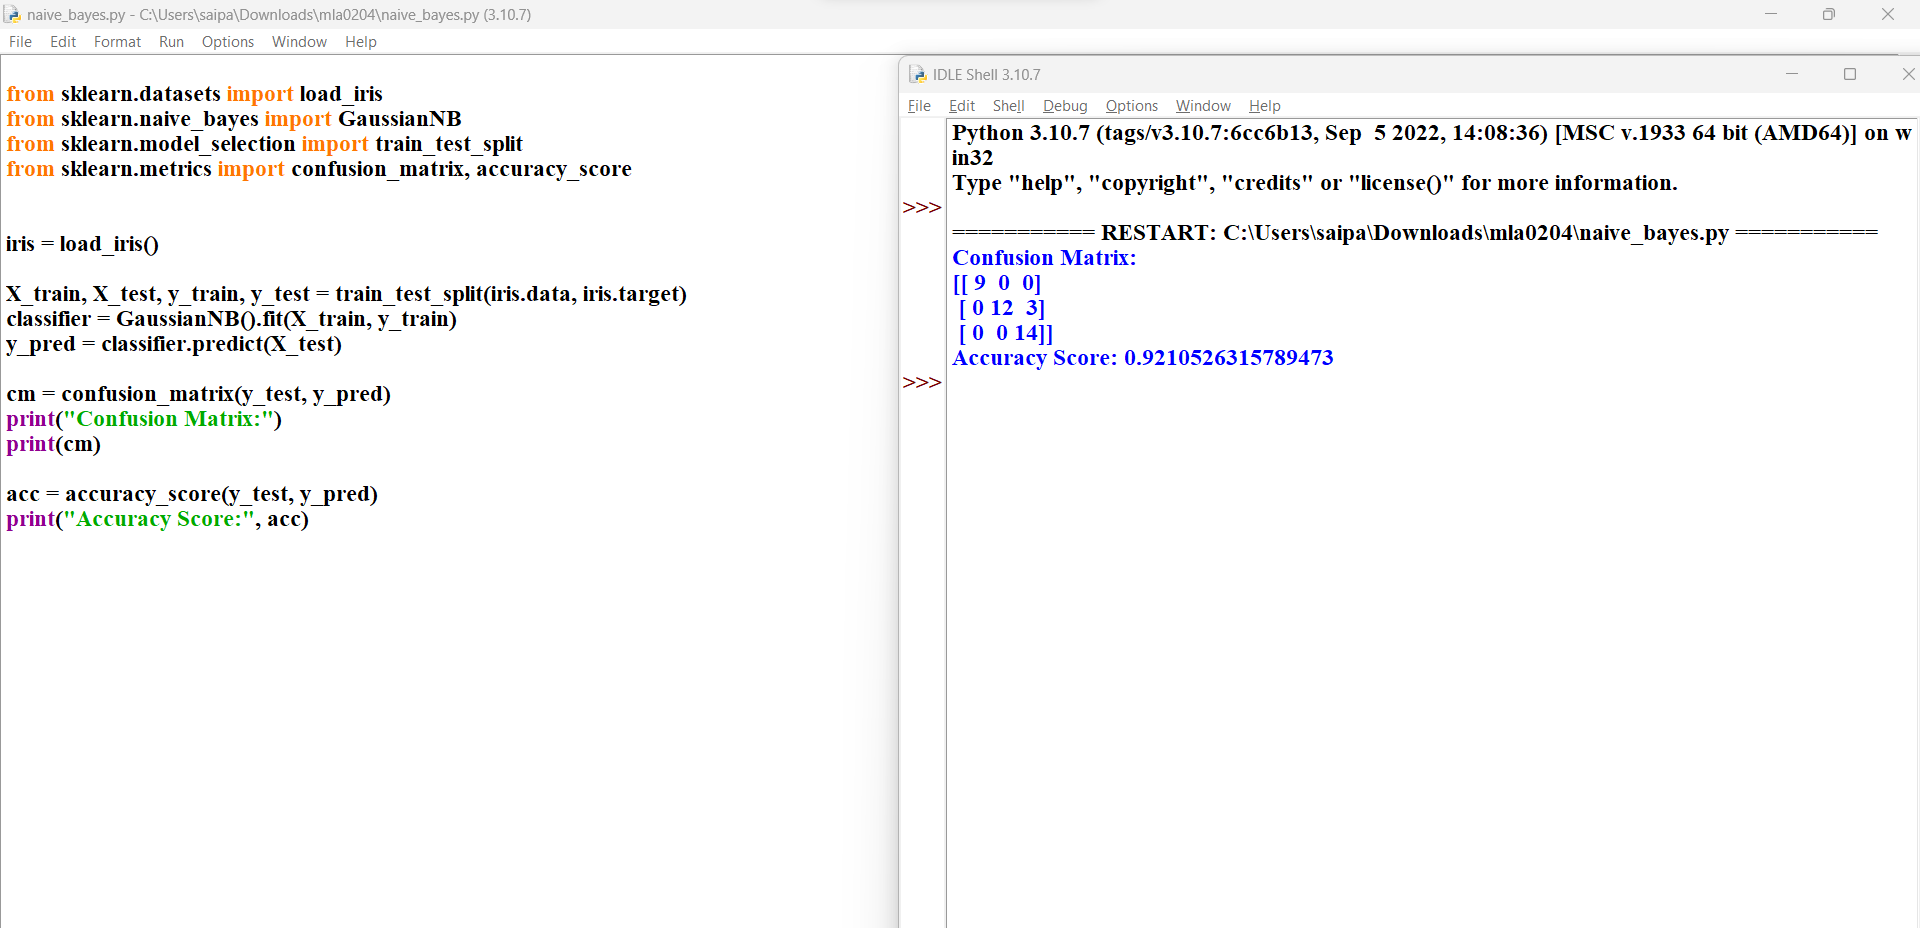 naive_bayes.py - C:\Users\saipa\Downloads\mla0204\naive_bayes.py (3.10.7)
File Edit Format Run Options Window Help
from sklearn.datasets import load_iris
from sklearn.naive_bayes import GaussianNB
from sklearn.model_selection import train_test_split
from sklearn.metrics import confusion_matrix, accuracy_score
iris = load_iris()
X_train, X_test, y_train, y_test = train_test_split(iris.data, iris.target)
classifier = GaussianNB().fit(X_train, y_train)
y_pred = classifier.predict(X_test)
cm = confusion_matrix(y_test, y_pred)
print("Confusion Matrix:")
print(cm)
acc = accuracy_score(y_test, y_pred)
print("Accuracy Score:", acc)
IDLE Shell 3.10.7
File Edit Shell Debug Options Window Help
Python 3.10.7 (tags/v3.10.7:6cc6b13, Sep  5 2022, 14:08:36) [MSC v.1933 64 bit (AMD64)] on w
in32
Type "help", "copyright", "credits" or "license()" for more information.
>>>
=========== RESTART: C:\Users\saipa\Downloads\mla0204\naive_bayes.py ===========
Confusion Matrix:
[[ 9  0  0]
 [ 0 12  3]
 [ 0  0 14]]
Accuracy Score: 0.9210526315789473
>>>